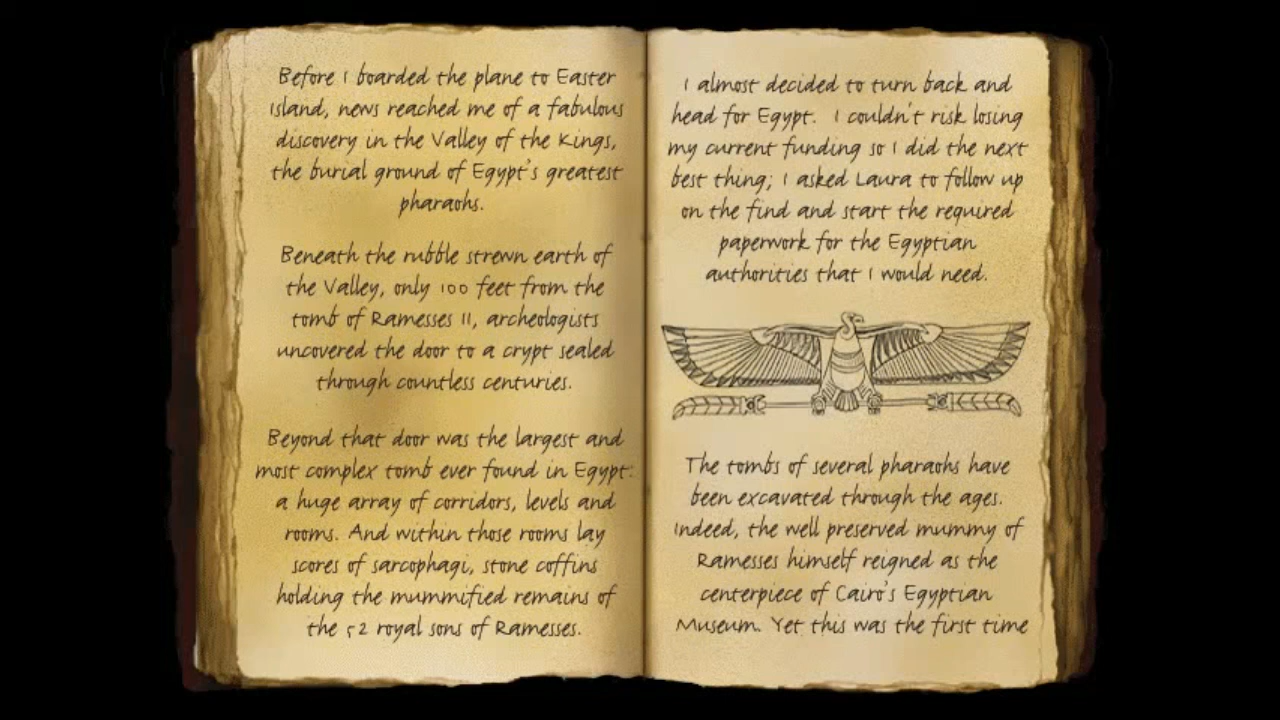 Before I boarded the plane to Easter
Island, news reached me of a fabulous
discovery in the Valley of the Kings,
the burial ground of Egypt's greatest
pharaohs.
Beneath the rubble strewn earth of
the Valley, only 100 feet from the
tomb of Ramesses II, archeologists
uncovered the door to a crypt sealed
through countless centuries.
Beyond that door was the largest and
most complex tomb ever found in Egypt:
a huge array of corridors, levels and
rooms. And within those rooms lay
scores of sarcophagi, stone coffins
holding the mummified remains of
the 52 royal sons of Ramesses.
I almost decided to turn back and
head for Egypt. I couldn't risk losing
my current funding so I did the next
best thing; I asked Laura to follow up
on the find and start the required
paperwork for the Egyptian
authorities that I would need.
The tombs of several pharaohs have
been excavated through the ages.
Indeed, the well preserved mummy of
Ramesses himself reigned as the
centerpiece of Cairo's Egyptian
Museum. Yet this was the first time